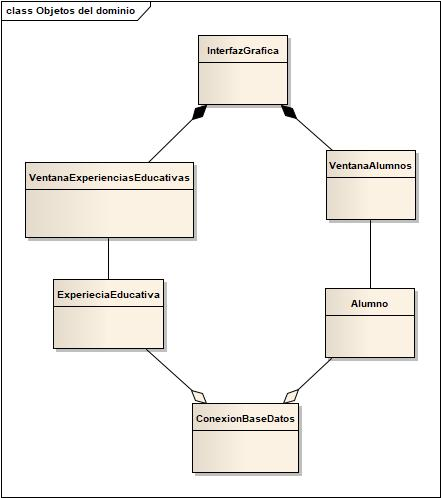 class Objetos del dominio
InterfazGrafica
VentanaExperienciasEducativas
VentanaAlumnos
ExperieciaEducativa
Alumno
ConexionBaseDatos